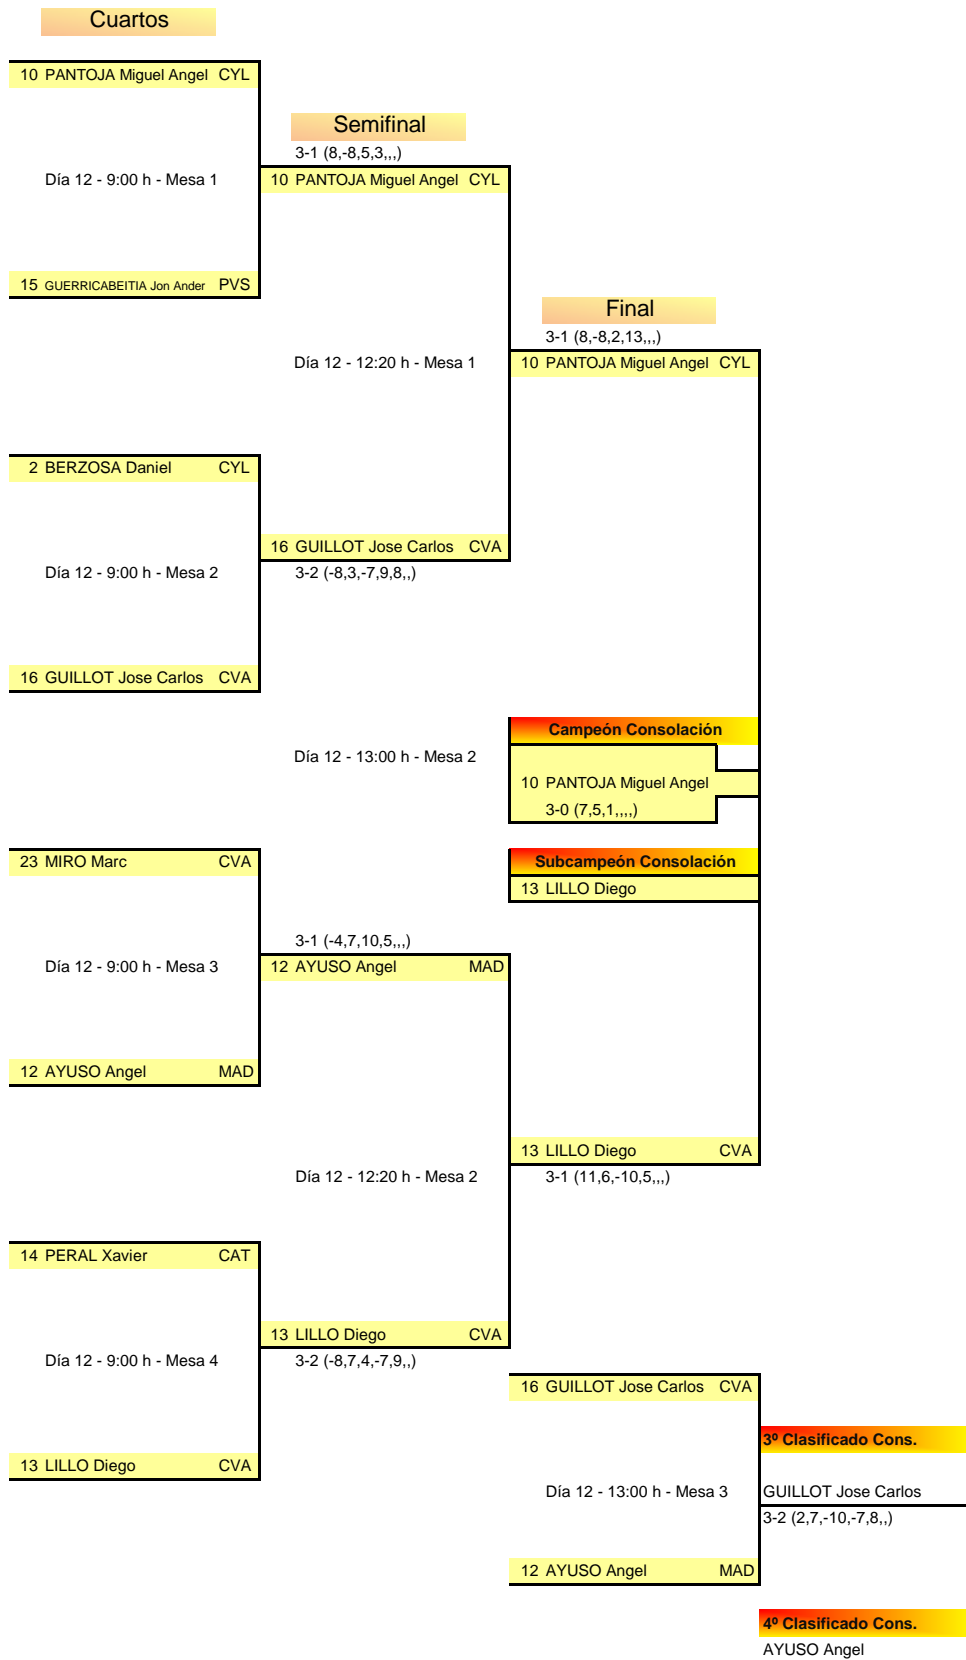 Cuartos
10 PANTOJA Miguel Angel CYL
Semifinal
3-1 (8,-8,5,3,,,)
Día 12 - 9:00 h - Mesa 1
10 PANTOJA Miguel Angel CYL
15 GUERRICABEITIA Jon Ander PVS
Final
3-1 (8,-8,2,13,,,)
Día 12 - 12:20 h - Mesa 1
10 PANTOJA Miguel Angel CYL
2 BERZOSA Daniel CYL
16 GUILLOT Jose Carlos CVA
Día 12 - 9:00 h - Mesa 2
3-2 (-8,3,-7,9,8,,)
16 GUILLOT Jose Carlos CVA
Campeón Consolación
Día 12 - 13:00 h - Mesa 2
10 PANTOJA Miguel Angel
3-0 (7,5,1,,,,)
23 MIRO Marc CVA
Subcampeón Consolación
13 LILLO Diego
3-1 (-4,7,10,5,,,)
Día 12 - 9:00 h - Mesa 3
12 AYUSO Angel MAD
12 AYUSO Angel MAD
13 LILLO Diego CVA
Día 12 - 12:20 h - Mesa 2
3-1 (11,6,-10,5,,,)
14 PERAL Xavier CAT
13 LILLO Diego CVA
Día 12 - 9:00 h - Mesa 4
3-2 (-8,7,4,-7,9,,)
16 GUILLOT Jose Carlos CVA
3º Clasificado Cons.
13 LILLO Diego CVA
Día 12 - 13:00 h - Mesa 3
GUILLOT Jose Carlos
3-2 (2,7,-10,-7,8,,)
12 AYUSO Angel MAD
4º Clasificado Cons.
AYUSO Angel